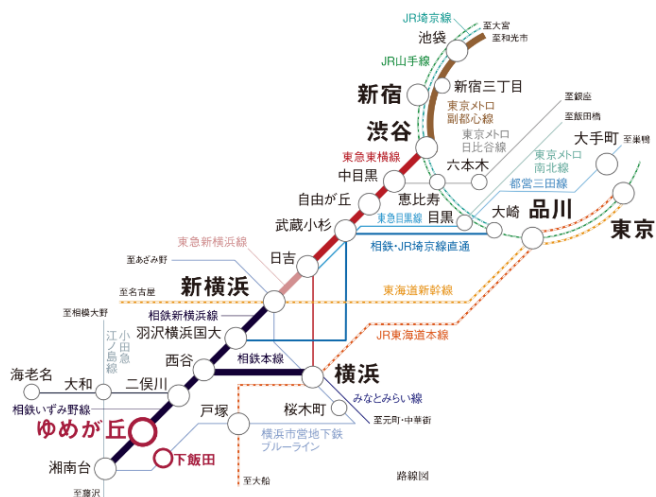 JR埼京線
至大宮
至和光市
池袋
JR山手線
新宿三丁目
新宿
東京メトロ
副都心線
至銀座
至飯田橋
渋谷
東京メトロ
日比谷線
大手町
至巣鴨
東急東横線
六本木
東京メトロ
南北線
中目黒
都営三田線
自由が丘
恵比寿
東急目黒線
目黒
大崎
品川
東京
武蔵小杉
東急新横浜線
日吉
相鉄・JR埼京線直通
至あざみ野
新横浜
東海道新幹線
至名古屋
相鉄新横浜線
至相模大野
羽沢横浜国大
JR東海道本線
小田急
江ノ島線
西谷
相鉄本線
横浜
海老名
大和
二俣川
みなとみらい線
相鉄いずみ野線
戸塚
桜木町
至元町・中華街
ゆめが丘
横浜市営地下鉄
ブルーライン
下飯田
湘南台
至大船
路線図
至藤沢